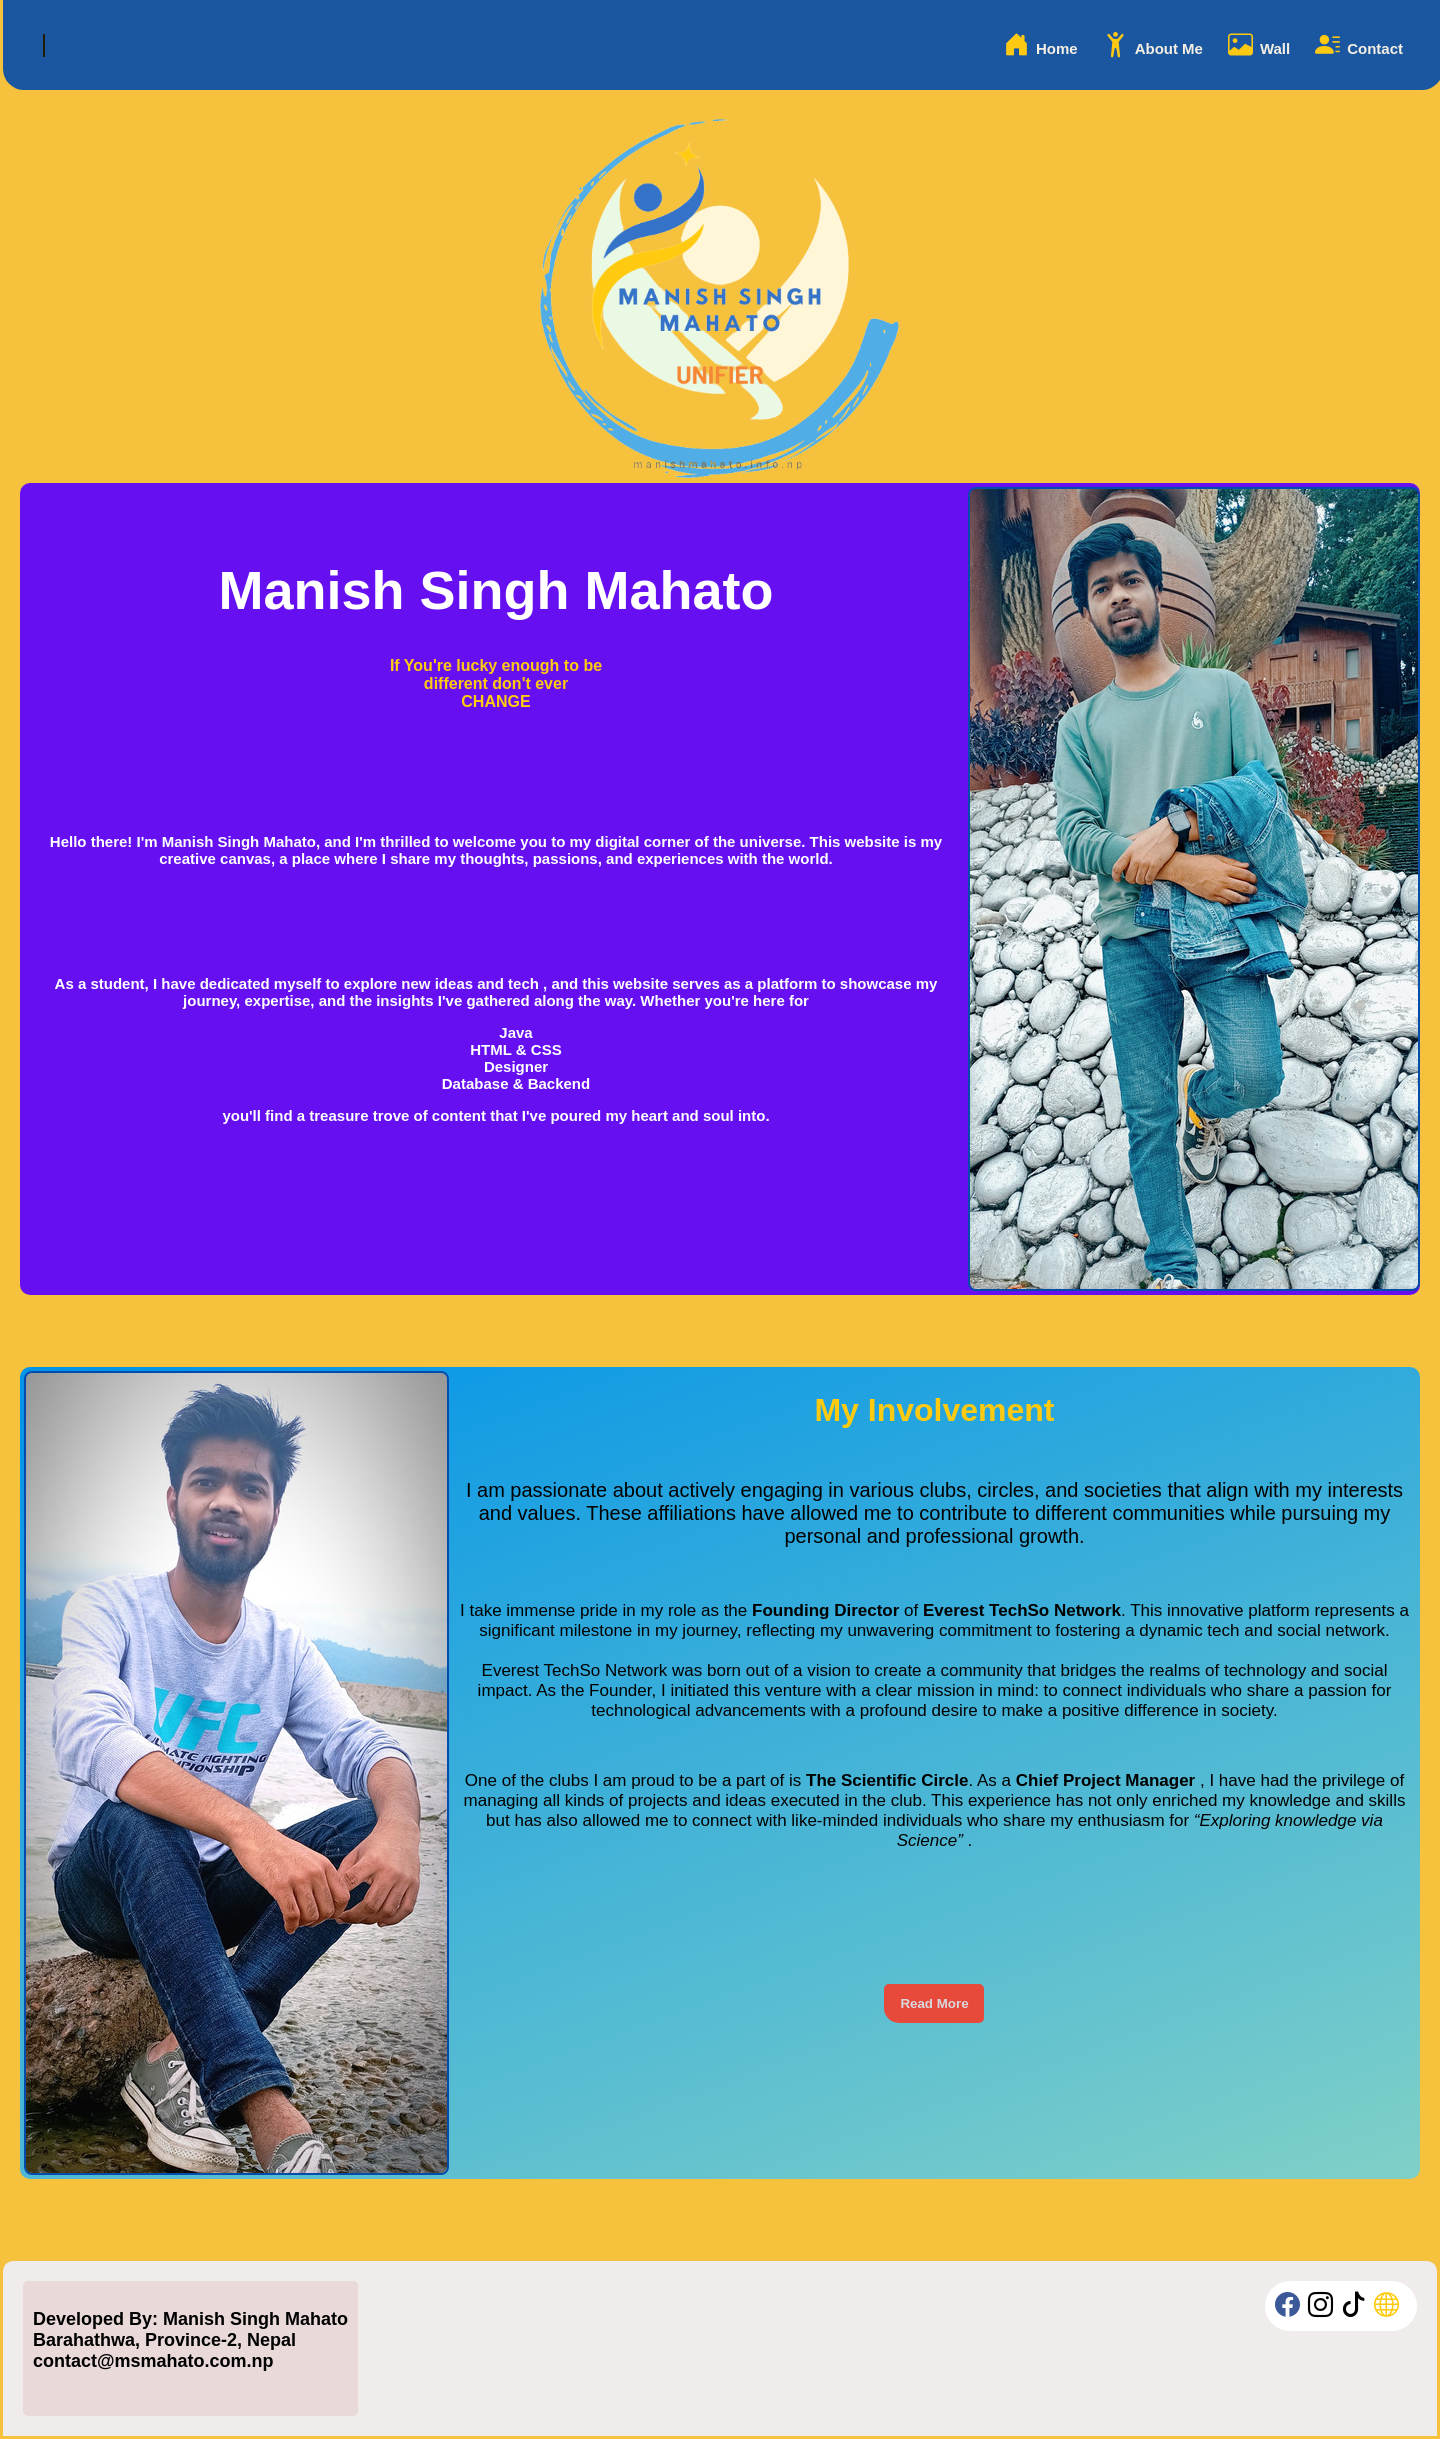 Home About Me Wall Contact
MANISH SINGH
MAHATO
UNIFIER
manishmahato.info.np
Manish Singh Mahato
If You're lucky enough to be
different don't ever
CHANGE
Hello there! I'm Manish Singh Mahato, and I'm thrilled to welcome you to my digital corner of the universe. This website is my
creative canvas, a place where I share my thoughts, passions, and experiences with the world.
As a student, I have dedicated myself to explore new ideas and tech , and this website serves as a platform to showcase my
journey, expertise, and the insights I've gathered along the way. Whether you're here for
Java
HTML & CSS
Designer
Database & Backend
you'll find a treasure trove of content that I've poured my heart and soul into.
My Involvement
I am passionate about actively engaging in various clubs, circles, and societies that align with my interests
and values. These affiliations have allowed me to contribute to different communities while pursuing my
personal and professional growth.
I take immense pride in my role as the Founding Director of Everest TechSo Network. This innovative platform represents a
significant milestone in my journey, reflecting my unwavering commitment to fostering a dynamic tech and social network.
Everest TechSo Network was born out of a vision to create a community that bridges the realms of technology and social
impact. As the Founder, I initiated this venture with a clear mission in mind: to connect individuals who share a passion for
technological advancements with a profound desire to make a positive difference in society.
One of the clubs I am proud to be a part of is The Scientific Circle. As a Chief Project Manager , I have had the privilege of
managing all kinds of projects and ideas executed in the club. This experience has not only enriched my knowledge and skills
but has also allowed me to connect with like-minded individuals who share my enthusiasm for “Exploring knowledge via
Science” .
UFC
FIGHTING
Read More
Developed By: Manish Singh Mahato
Barahathwa, Province-2, Nepal
contact@msmahato.com.np